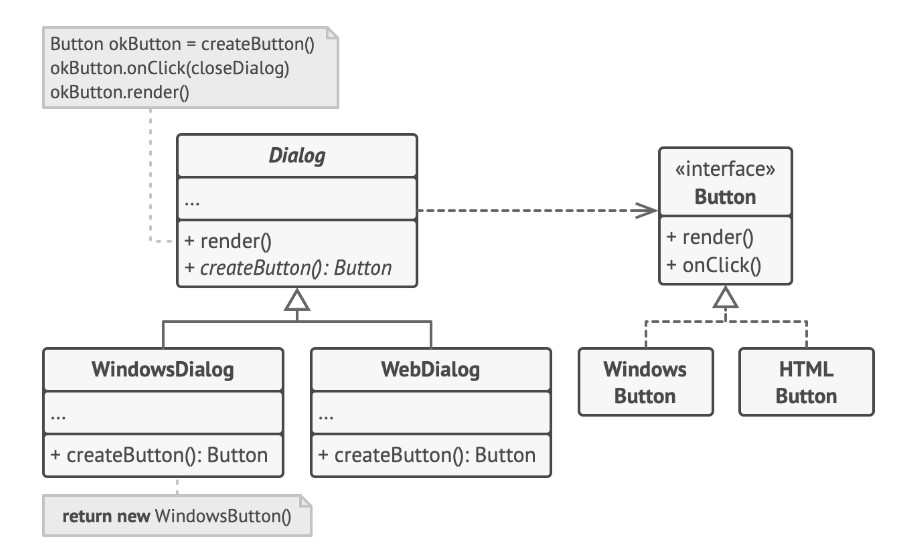 Button okButton = createButton()
okButton.onClick(closeDialog)
okButton.render()
Dialog
...
+ render()
+ createButton(): Button
«interface»
Button
+ render()
+ onClick()
WindowsDialog
...
+ createButton(): Button
WebDialog
...
+ createButton(): Button
Windows
Button
HTML
Button
return new WindowsButton()